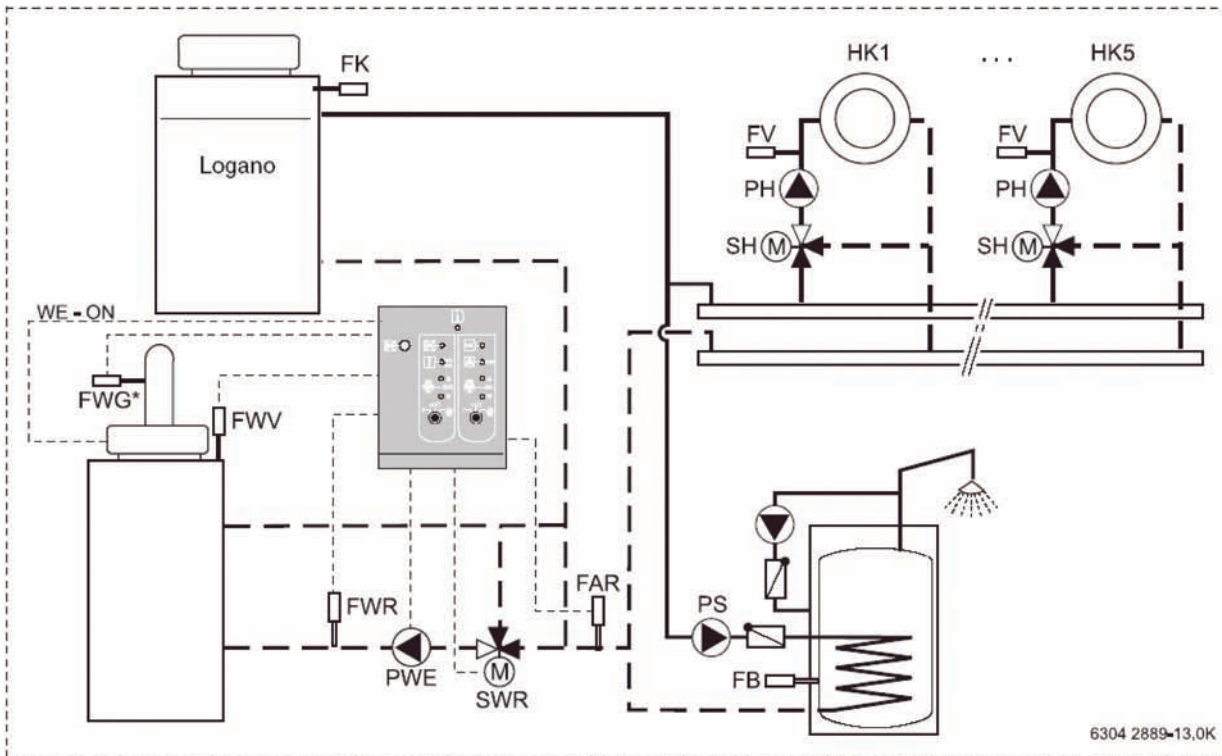 FK
HK1
. . .
HK5
Logano
FV
FV
PH
PH
SH
M
SH
M
WE - ON
FWG*
FWV
FWR
FAR
PS
PWE
M
SWR
FB
6304 2889-13.0K